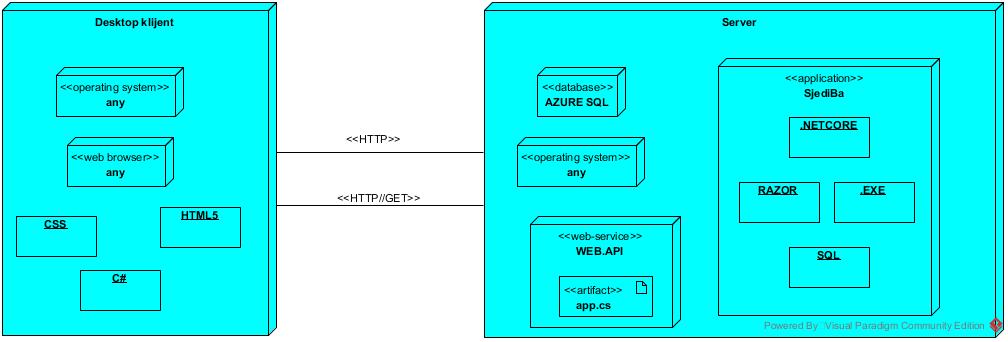 Desktop klijent
<<operating system>>
any
<<web browser>>
any
CSS
HTML5
C#
<<HTTP>>
<<HTTP//GET>>
Server
<<database>>
AZURE SQL
<<operating system>>
any
<<web-service>>
WEB.API
<<artifact>>
app.cs
<<application>>
SjediBa
.NETCORE
RAZOR
.EXE
SQL
Powered By Visual Paradigm Community Edition